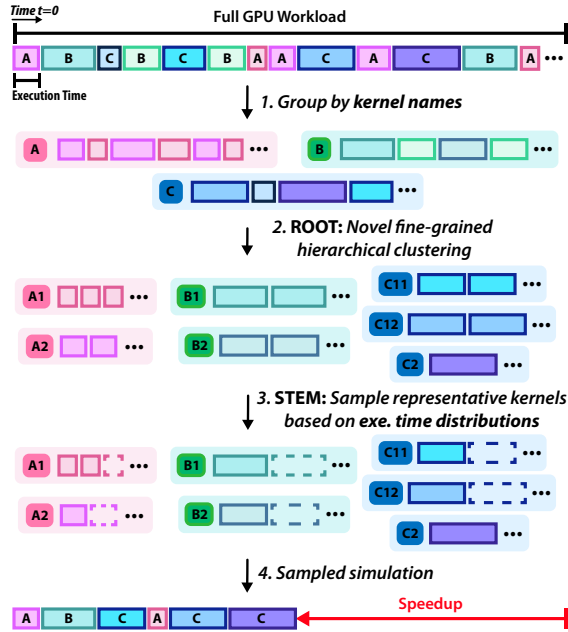 Time t=0
Full GPU Workload
A B C B C B A A C A C B A •••
Execution Time
1. Group by kernel names
A ••• B •••
C •••
2. ROOT: Novel fine-grained
hierarchical clustering
A1 ••• B1 ••• C11 •••
A2 ••• B2 ••• C12 •••
C2 •••
3. STEM: Sample representative kernels
based on exe. time distributions
A1 ••• B1 ••• C11 •••
A2 ••• B2 ••• C12 •••
C2 •••
4. Sampled simulation
Speedup
A B C A C C